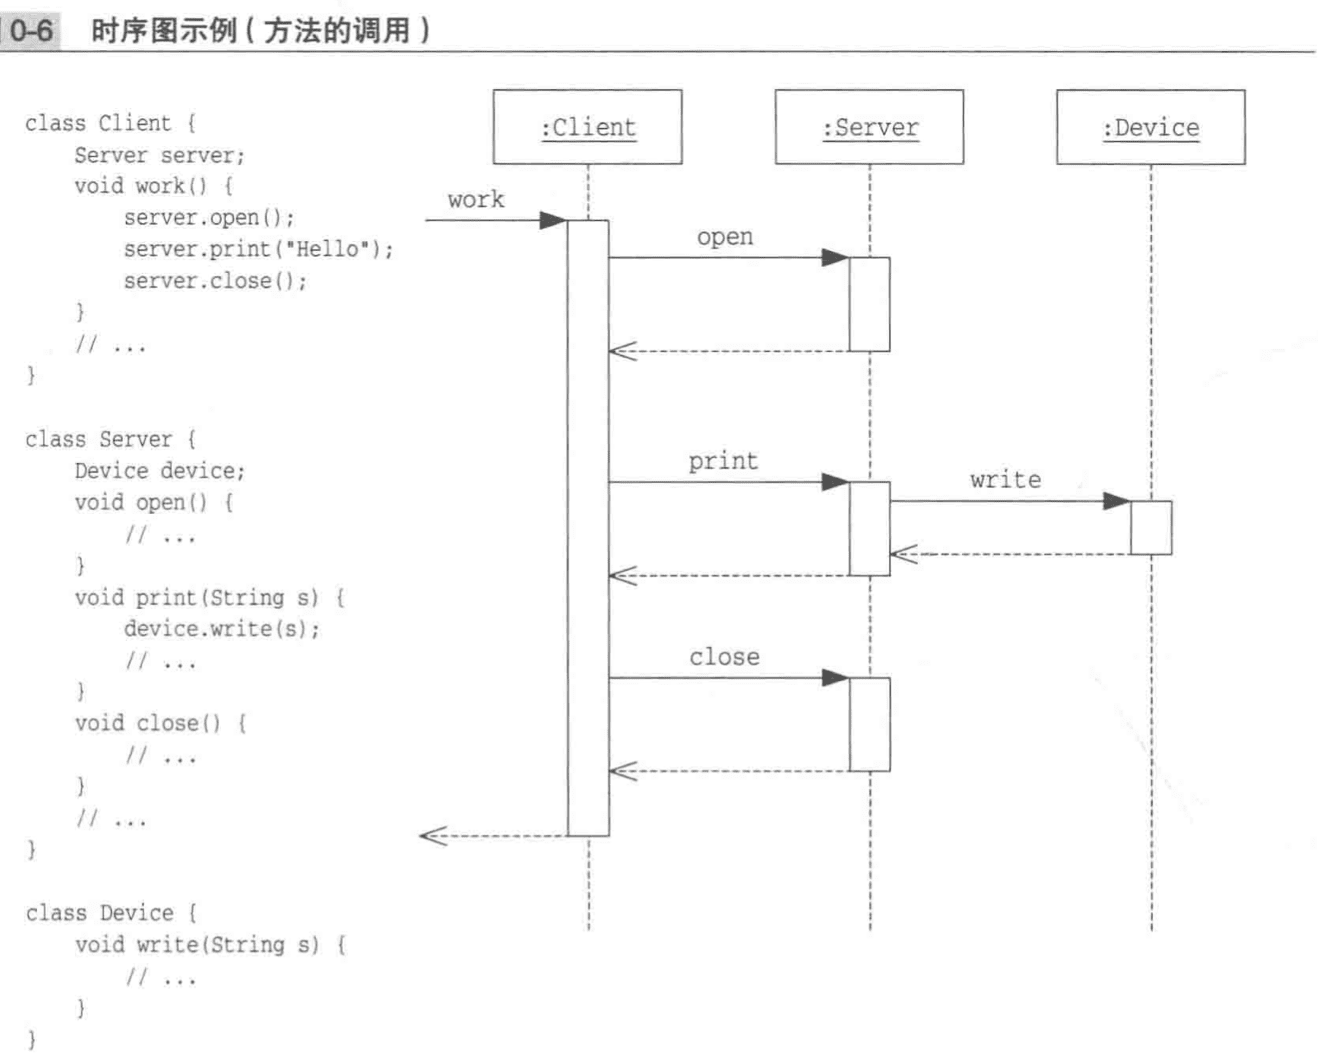 0-6 时序图示例（方法的调用）
class Client {
    Server server;
    void work() {
        server.open();
        server.print("Hello");
        server.close();
    }
    // ...
}
class Server {
    Device device;
    void open() {
        // ...
    }
    void print(String s) {
        device.write(s);
        // ...
    }
    void close() {
        // ...
    }
    // ...
}
class Device {
    void write(String s) {
        // ...
    }
}
:Client
:Server
:Device
work
open
print
write
close